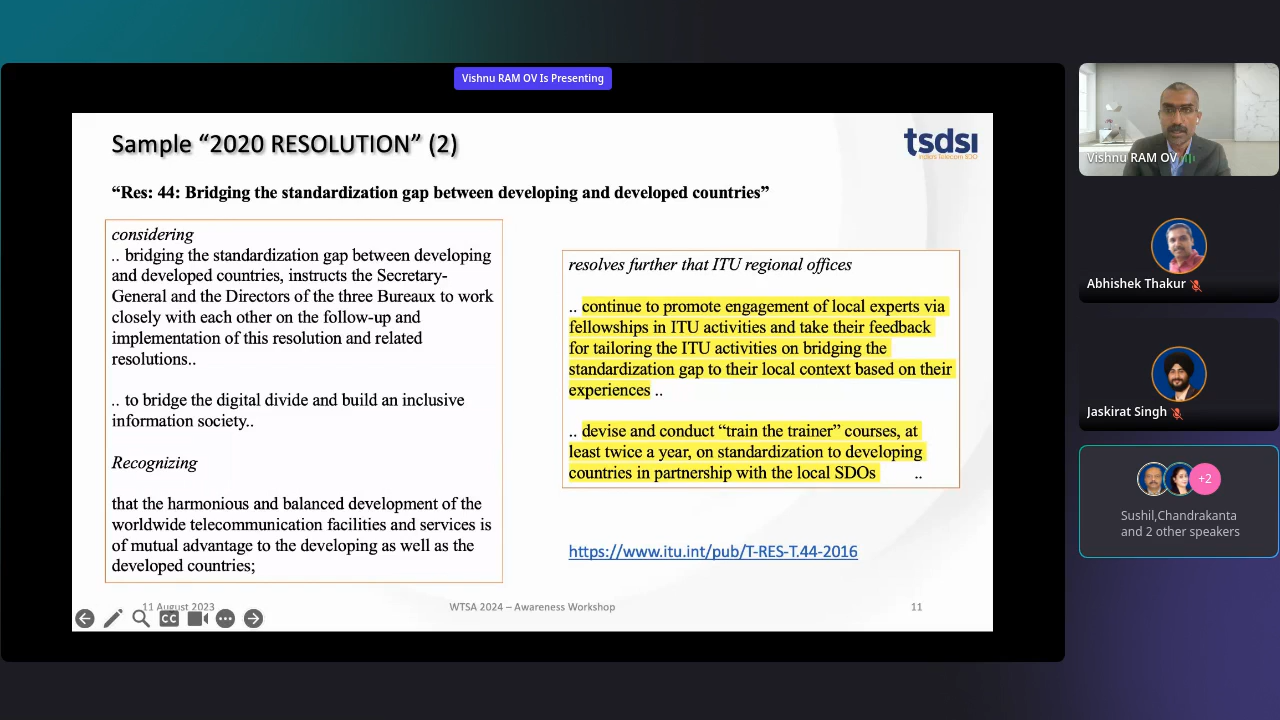 Vishnu RAM OV Is Presenting
Sample “2020 RESOLUTION” (2)
tsdsi
India's Telecom SDO
“Res: 44: Bridging the standardization gap between developing and developed countries”
considering
.. bridging the standardization gap between developing
and developed countries, instructs the Secretary-
General and the Directors of the three Bureaux to work
closely with each other on the follow-up and
implementation of this resolution and related
resolutions..
.. to bridge the digital divide and build an inclusive
information society..
Recognizing
that the harmonious and balanced development of the
worldwide telecommunication facilities and services is
of mutual advantage to the developing as well as the
developed countries;
resolves further that ITU regional offices
.. continue to promote engagement of local experts via
fellowships in ITU activities and take their feedback
for tailoring the ITU activities on bridging the
standardization gap to their local context based on their
experiences ..
.. devise and conduct “train the trainer” courses, at
least twice a year, on standardization to developing
countries in partnership with the local SDOs ..
https://www.itu.int/pub/T-RES-T.44-2016
11 August 2023
WTSA 2024 – Awareness Workshop
11
CC
Vishnu RAM OV
Abhishek Thakur
Jaskirat Singh
+2
Sushil,Chandrakanta
and 2 other speakers